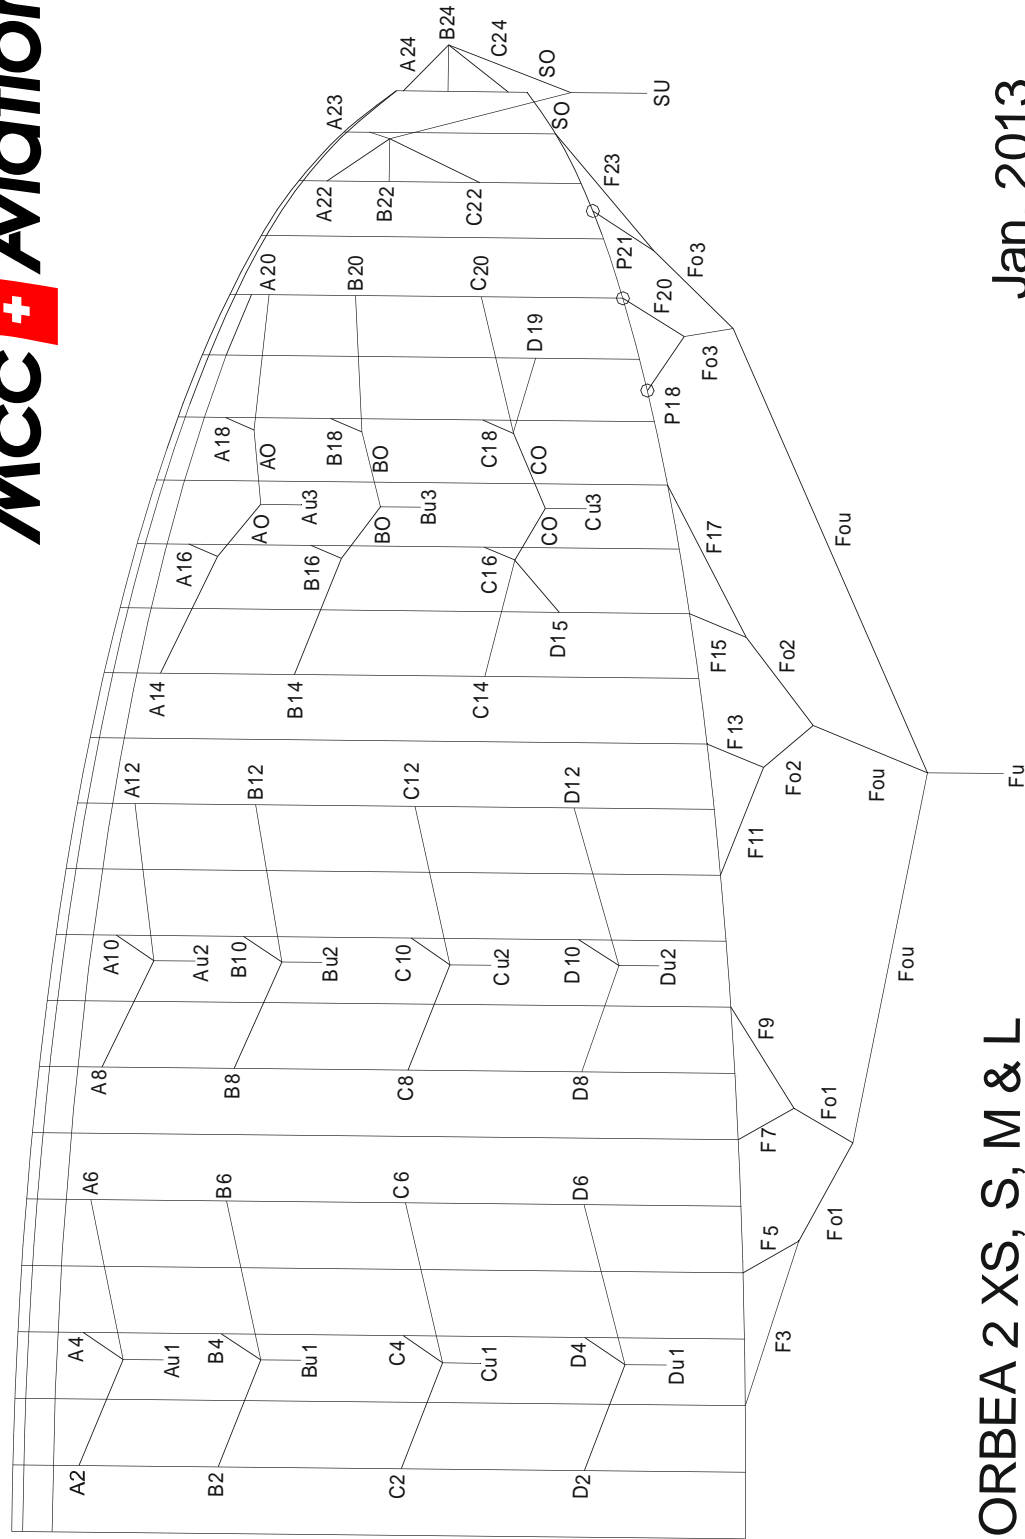 MCC Aviation
A24
B24
C24
SO
SO
SU
A23
A22
B22
C22
F23
P21
Fo3
F20
Fo3
P18
A20
B20
C20
D19
A18
AO
B18
BO
C18
CO
AO
Au3
BO
Bu3
CO
Cu3
A16
B16
C16
D15
A14
B14
C14
F17
F15
Fo2
Fou
F13
Fo2
F11
Fou
Fu
A12
B12
C12
D12
A10
Au2
B10
Bu2
C10
Cu2
D10
Du2
A8
B8
C8
D8
F9
F7
Fo1
Fou
A6
B6
C6
D6
F5
Fo1
F3
A4
Au1
B4
Bu1
C4
Cu1
D4
Du1
A2
B2
C2
D2
ORBEA 2 XS, S, M & L
Jan. 2013